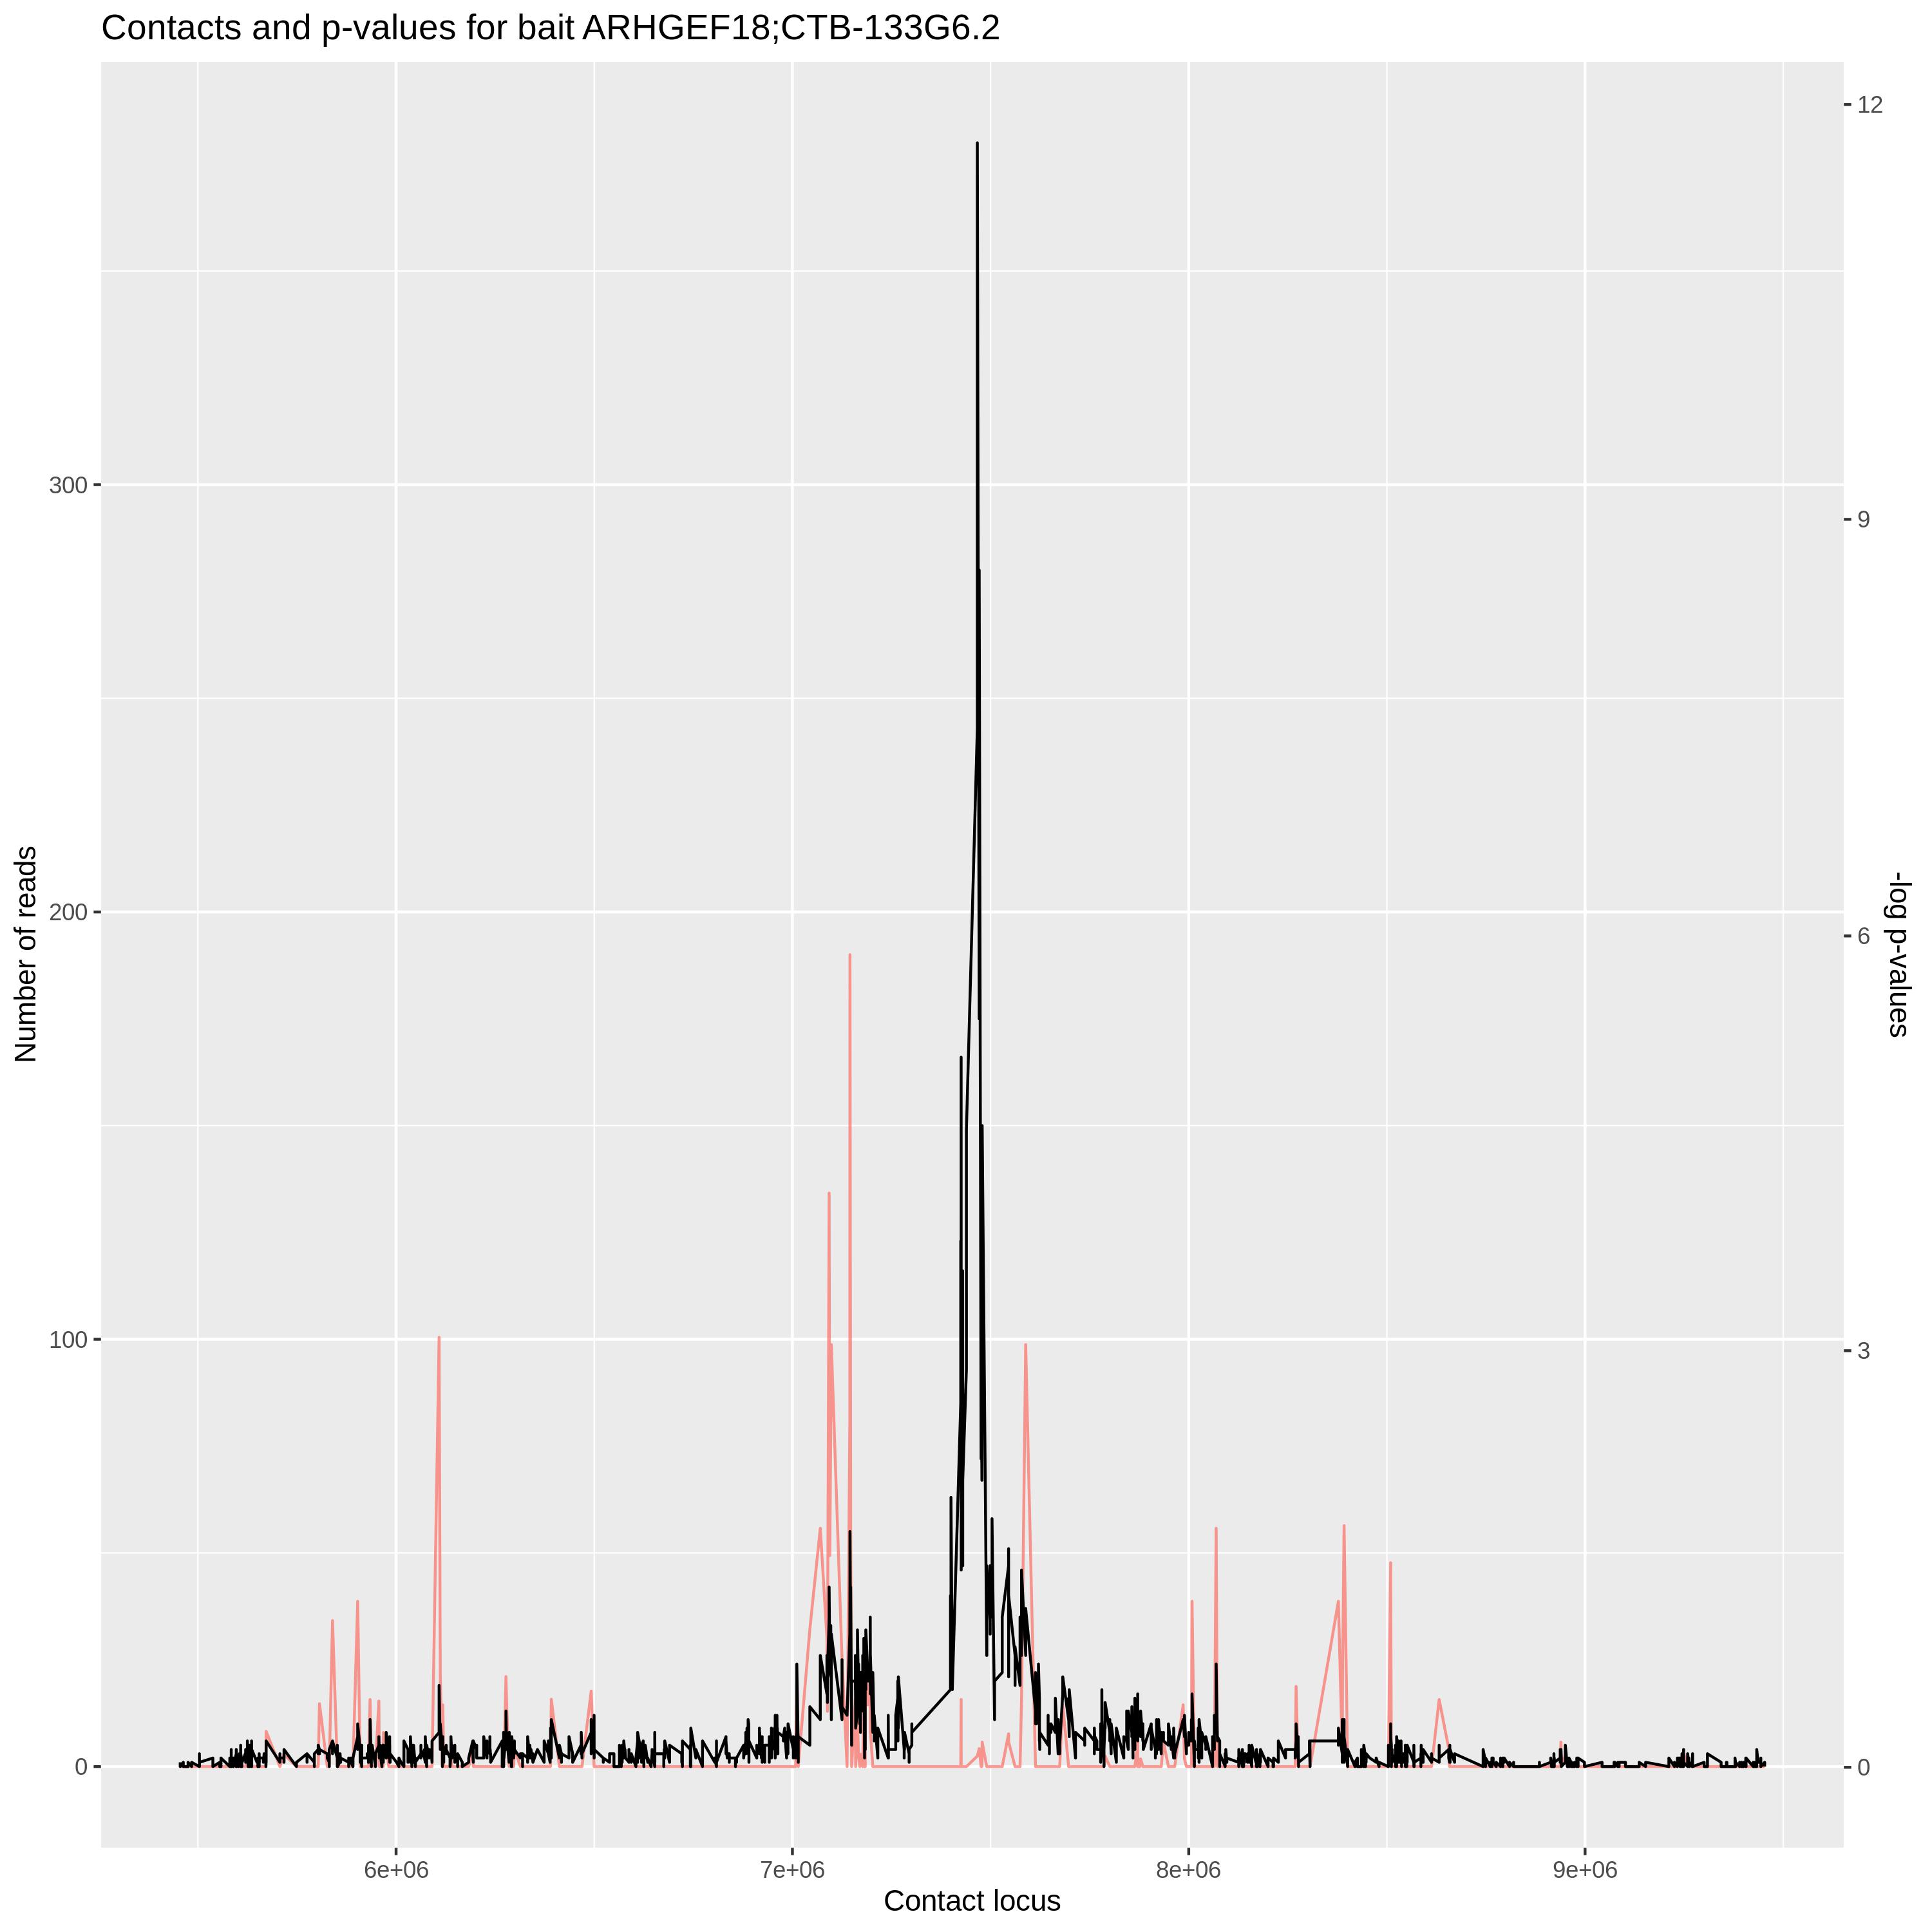 Contacts and p-values for bait ARHGEF18;CTB-133G6.2
12
300
9
200
6
Number of reads
-log p-values
100
3
0
0
6e+06
7e+06
8e+06
9e+06
Contact locus